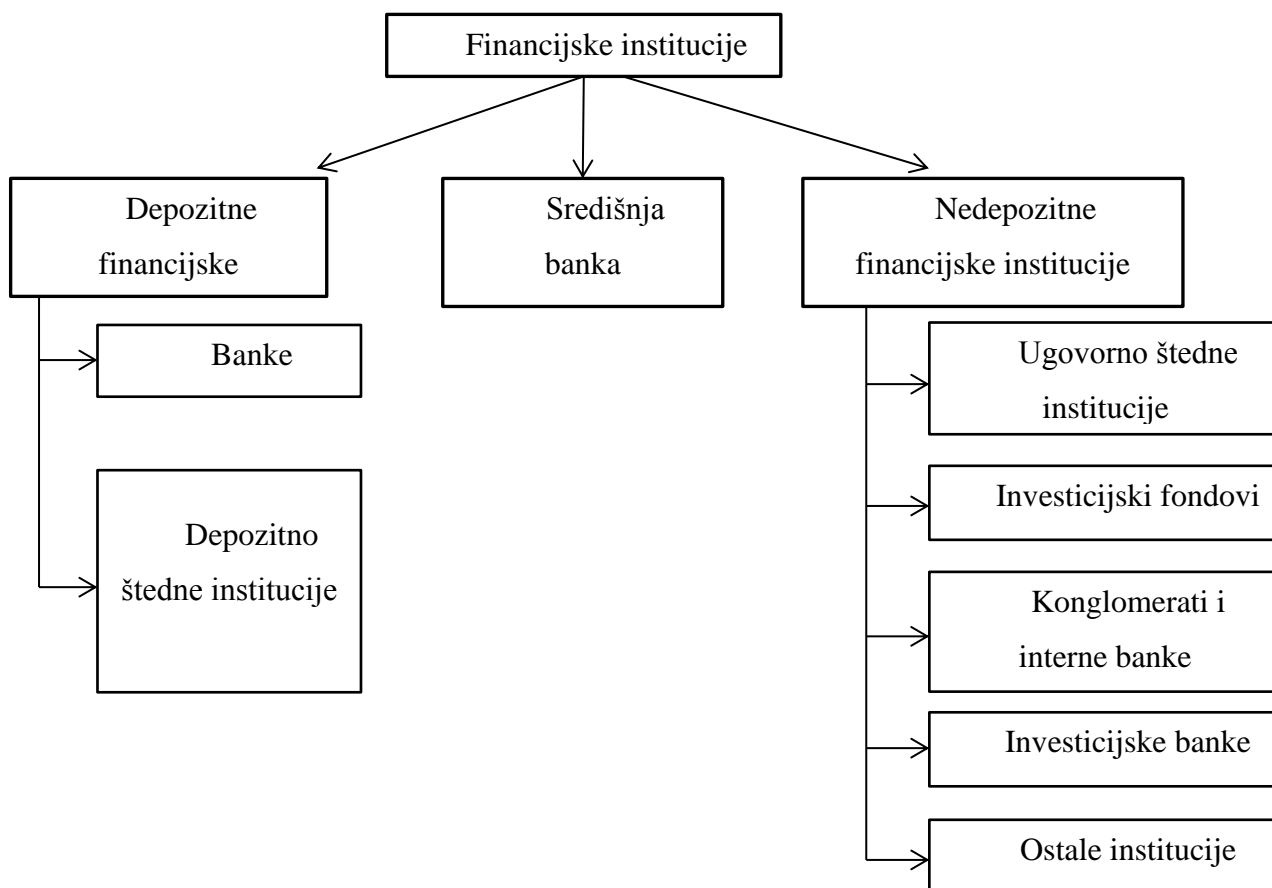 Financijske institucije
Depozitne
financijske
Središnja
banka
Nedepozitne
financijske institucije
Banke
Depozitno
štedne institucije
Ugovorno štedne
institucije
Investicijski fondovi
Konglomerati i
interne banke
Investicijske banke
Ostale institucije